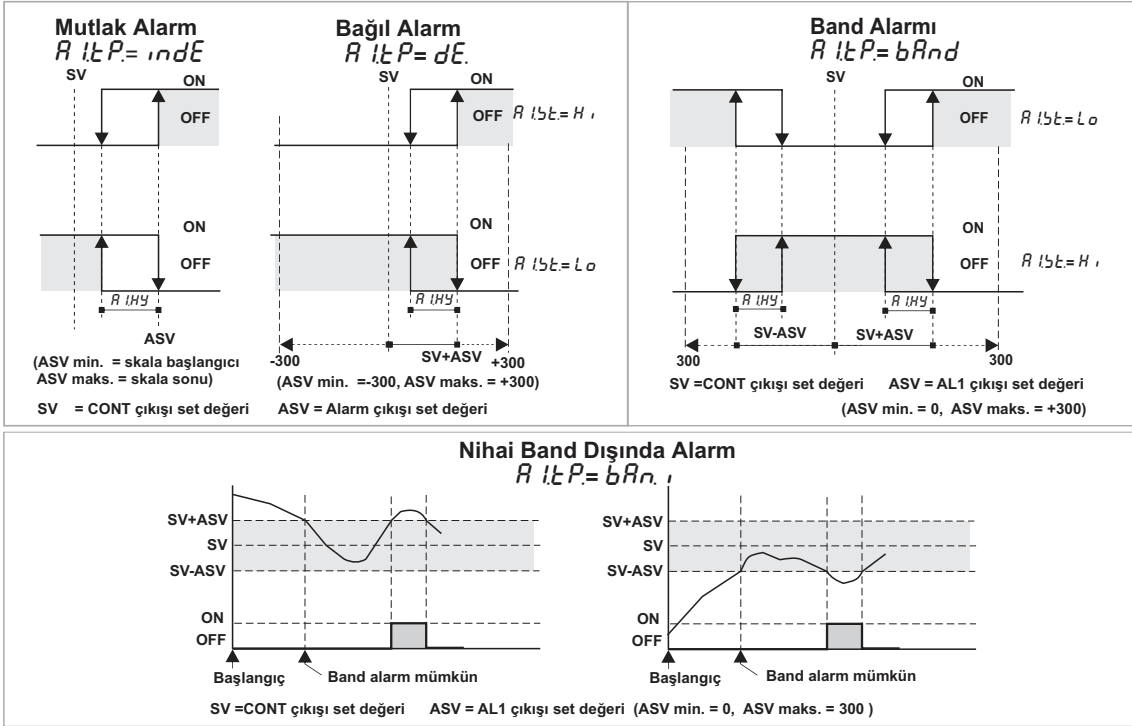 Mutlak Alarm
A1.tP.= indE
SV
ON
OFF
ON
OFF
A1.HY
ASV
(ASV min. = skala başlangıcı
ASV maks. = skala sonu)
SV = CONT çıkışı set değeri
Bağıl Alarm
A1.tP.= dE.
SV
ON
OFF
A1.St.= Hi
ON
OFF
A1.St.= Lo
A1.HY
SV+ASV
-300
+300
(ASV min. =-300, ASV maks. = +300)
ASV = Alarm çıkışı set değeri
Band Alarmı
A1.tP.= bAnd
SV
ON
OFF
A1.St.= Lo
ON
OFF
A1.St.= Hi
A1.HY
A1.HY
SV-ASV
SV+ASV
300
300
SV =CONT çıkışı set değeri ASV = AL1 çıkışı set değeri
(ASV min. = 0, ASV maks. = +300)
Nihai Band Dışında Alarm
A1.tP.= bAn.i
SV+ASV
SV
SV-ASV
ON
OFF
Başlangıç
Band alarm mümkün
SV+ASV
SV
SV-ASV
ON
OFF
Başlangıç
Band alarm mümkün
SV =CONT çıkışı set değeri ASV = AL1 çıkışı set değeri (ASV min. = 0, ASV maks. = 300 )